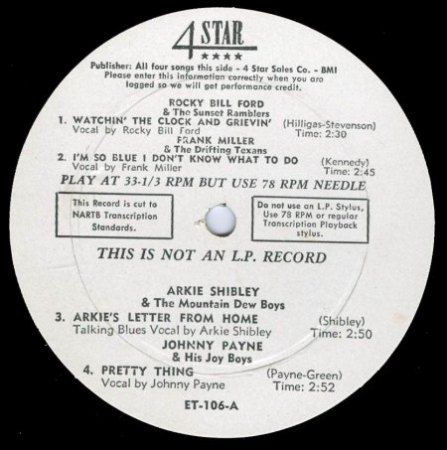 4 STAR
★★★★
Publisher: All four songs this side - 4 Star Sales Co. - BMI
Please enter this information correctly when our are
logged so we will get performance credit.
ROCKY BILL FORD
& The Sunset Ramblers
1. WATCHIN' THE CLOCK AND GRIEVIN' (Hilligas-Stevenson)
Vocal by Rocky Bill Ford Time: 2:30
FRANK MILLER
& The Drifting Texans
2. I'M SO BLUE I DON'T KNOW WHAT TO DO (Kennedy)
Vocal by Frank Miller Time: 2:45
PLAY AT 33-1/3 RPM BUT USE 78 RPM NEEDLE
This Record is cut to
NARTB Transcription
Standards.
Do not use an L.P. Stylus,
Use 78 RPM or regular
Transcription Playback
stylus.
THIS IS NOT AN L.P. RECORD
ARKIE SHIBLEY
& The Mountain Dew Boys
3. ARKIE'S LETTER FROM HOME (Shibley)
Talking Blues Vocal by Arkie Shibley Time: 2:50
JOHNNY PAYNE
& His Joy Boys
4. PRETTY THING (Payne-Green)
Vocal by Johnny Payne Time: 2:52
ET-106-A